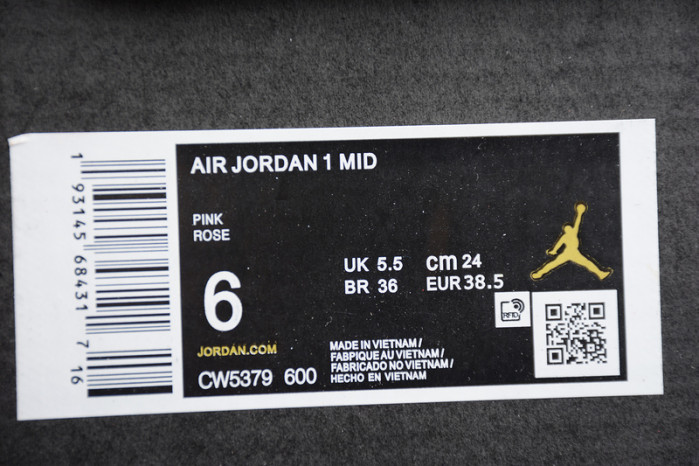 1 93145 68431 7 16
AIR JORDAN 1 MID
PINK
ROSE
6
UK 5.5 cm 24
BR 36 EUR 38.5
RFID
JORDAN.COM
CW5379 600
MADE IN VIETNAM /
FABRIQUE AU VIETNAM /
FABRICADO NO VIETNAM /
HECHO EN VIETNAM